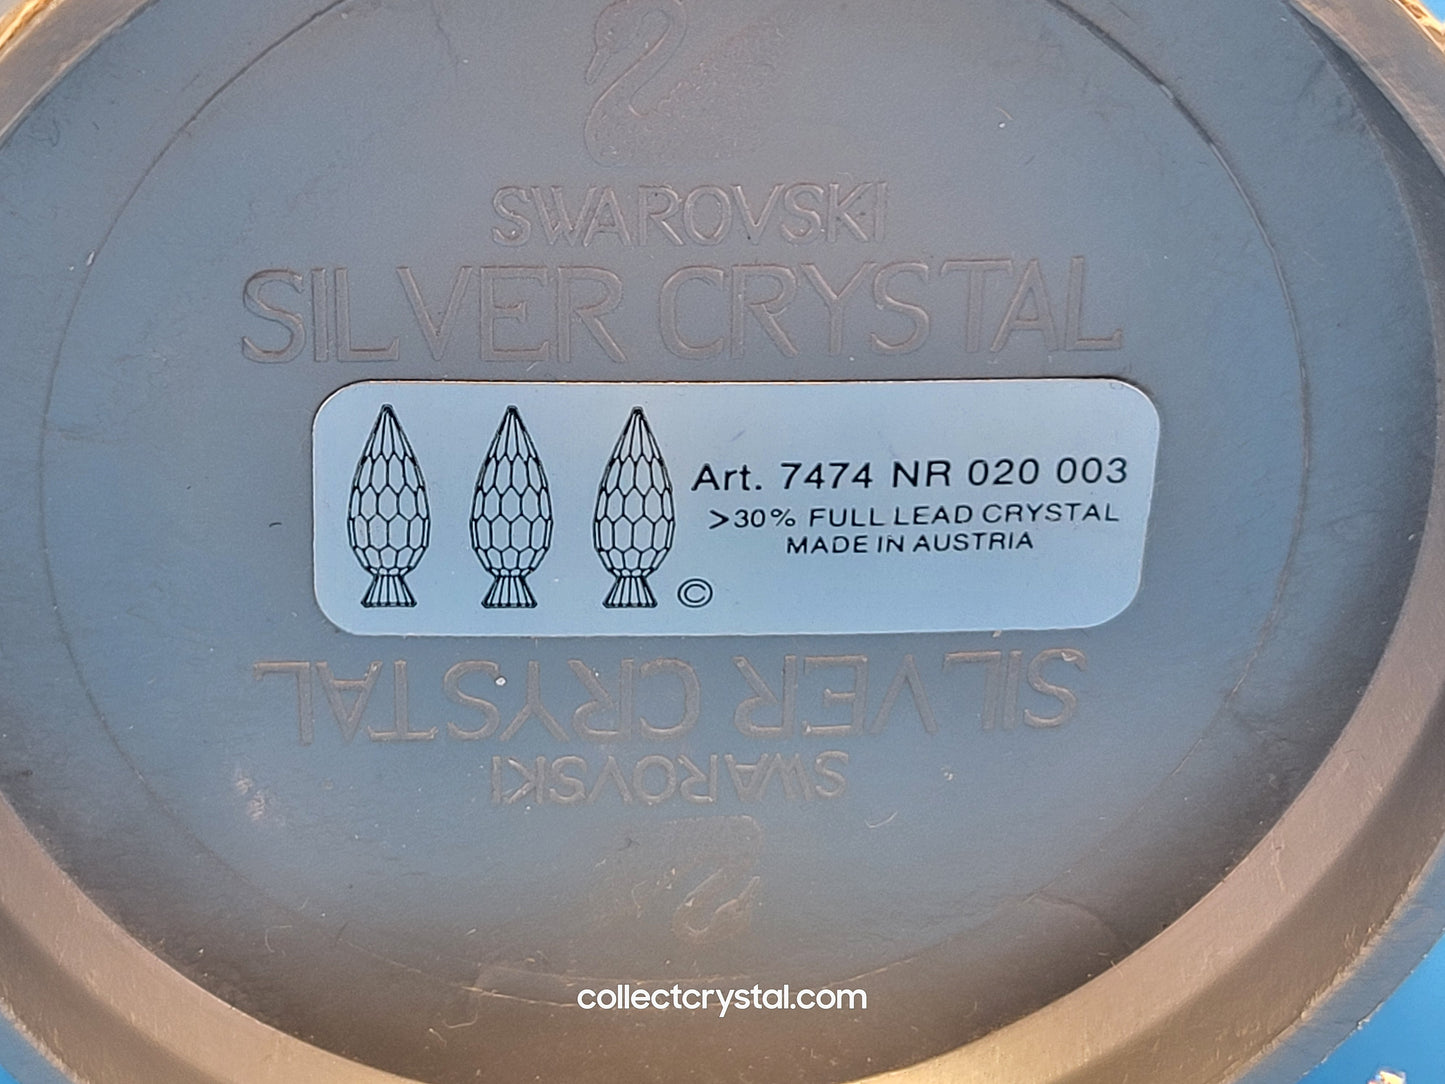 SWAROVSKI
SILVER CRYSTAL
Art. 7474 NR 020 003
>30% FULL LEAD CRYSTAL
MADE IN AUSTRIA
©
SILVER CRYSTAL
SWAROVSKI
collectcrystal.com